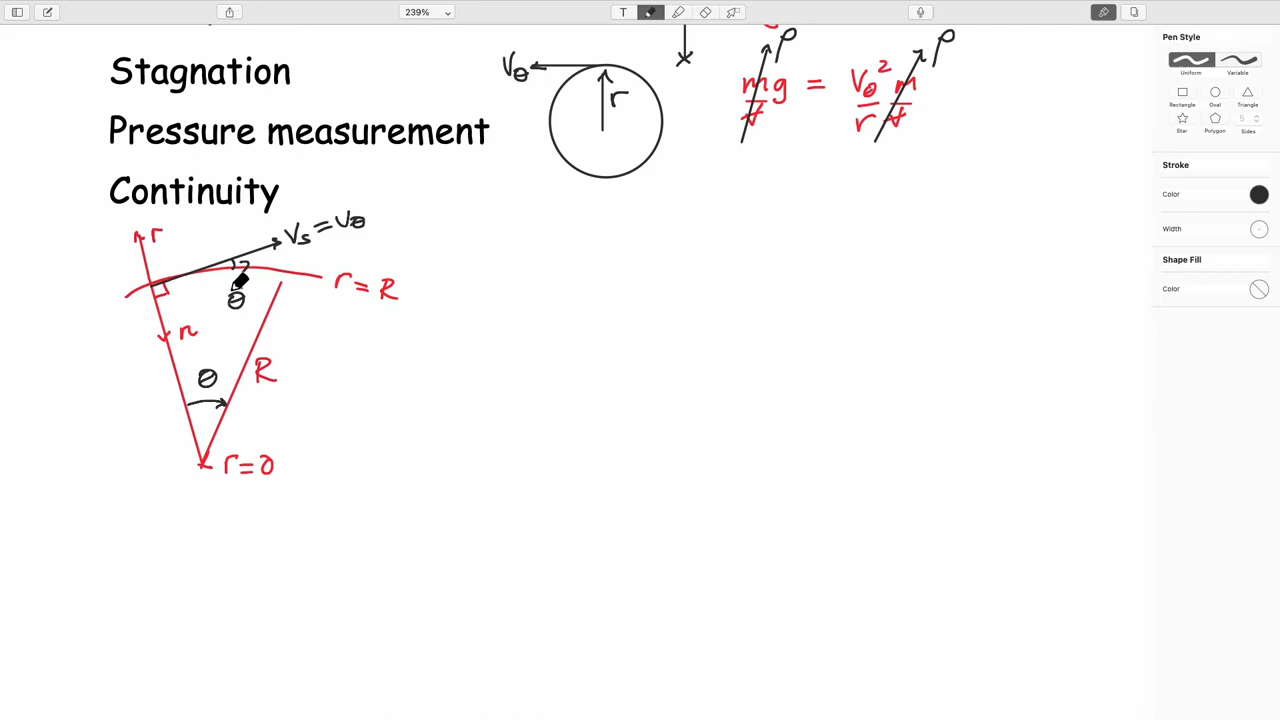 239%
T
Stagnation
Pressure measurement
Continuity
Vθ
r
mg = Vθ² m
V r V
ρ ρ
r
Vs = Vθ
r = R
θ
n
θ
R
r = 0
Pen Style
Uniform Variable
Rectangle Oval Triangle
5
Star Polygon Sides
Stroke
Color
Width
Shape Fill
Color